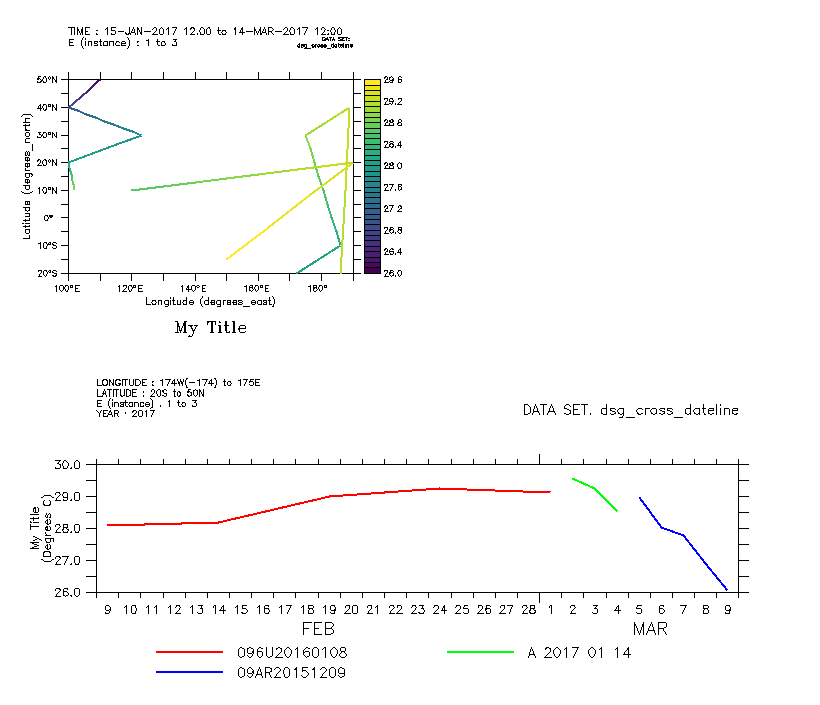 TIME : 15-JAN-2017 12.00 to 14-MAR-2017 12:00
E (instance) : 1 to 3
DATA SET:
dsg_cross_dateline
50°N
40°N
30°N
20°N
10°N
0°
10°S
20°S
Latitude (degrees_north)
100°E 120°E 140°E 160°E 180°
Longitude (degrees_east)
29.6
29.2
28.8
28.4
28.0
27.6
27.2
26.8
26.4
26.0
My Title
LONGITUDE : 174W(-174) to 175E
LATITUDE : 20S to 50N
E (instance) . 1 to 3
YEAR · 2017
DATA SET. dsg_cross_dateline
30.0
29.0
28.0
27.0
26.0
My Title
(Degrees C)
9 10 11 12 13 14 15 16 17 18 19 20 21 22 23 24 25 26 27 28 1 2 3 4 5 6 7 8 9
FEB MAR
096U20160108 A 2017 01 14
09AR20151209